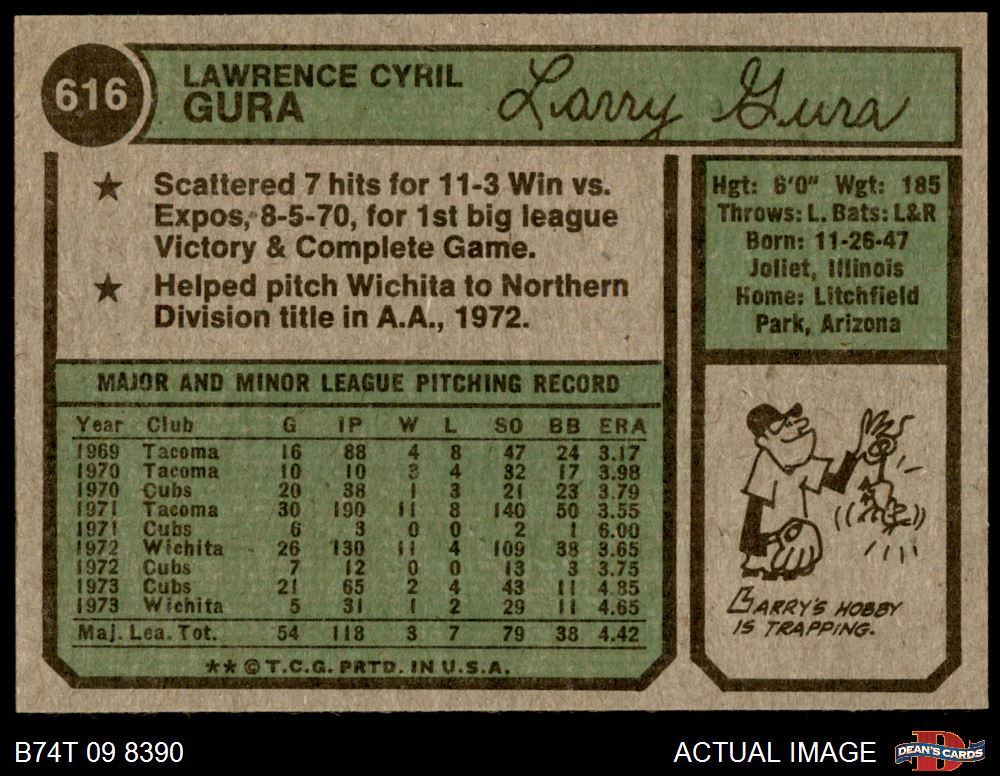 616
LAWRENCE CYRIL
GURA
Larry Gura
★ Scattered 7 hits for 11-3 Win vs.
Expos, 8-5-70, for 1st big league
Victory & Complete Game.
★ Helped pitch Wichita to Northern
Division title in A.A., 1972.
Hgt: 6'0" Wgt: 185
Throws: L. Bats: L&R
Born: 11-26-47
Joliet, Illinois
Home: Litchfield
Park, Arizona
MAJOR AND MINOR LEAGUE PITCHING RECORD
Year Club G IP W L SO BB ERA
1969 Tacoma 16 88 4 8 47 24 3.17
1970 Tacoma 10 10 3 4 32 17 3.98
1970 Cubs 20 38 1 3 21 23 3.79
1971 Tacoma 30 190 11 8 140 50 3.55
1971 Cubs 6 3 0 0 2 1 6.00
1972 Wichita 26 130 11 4 109 38 3.65
1972 Cubs 7 12 0 0 13 3 3.75
1973 Cubs 21 65 2 4 43 11 4.85
1973 Wichita 5 31 1 2 29 11 4.65
Maj. Lea. Tot. 54 118 3 7 79 38 4.42
** © T.C.G. PRTD. IN U.S.A.
LARRY'S HOBBY
IS TRAPPING.
B74T 09 8390
ACTUAL IMAGE
DEAN'S CARDS